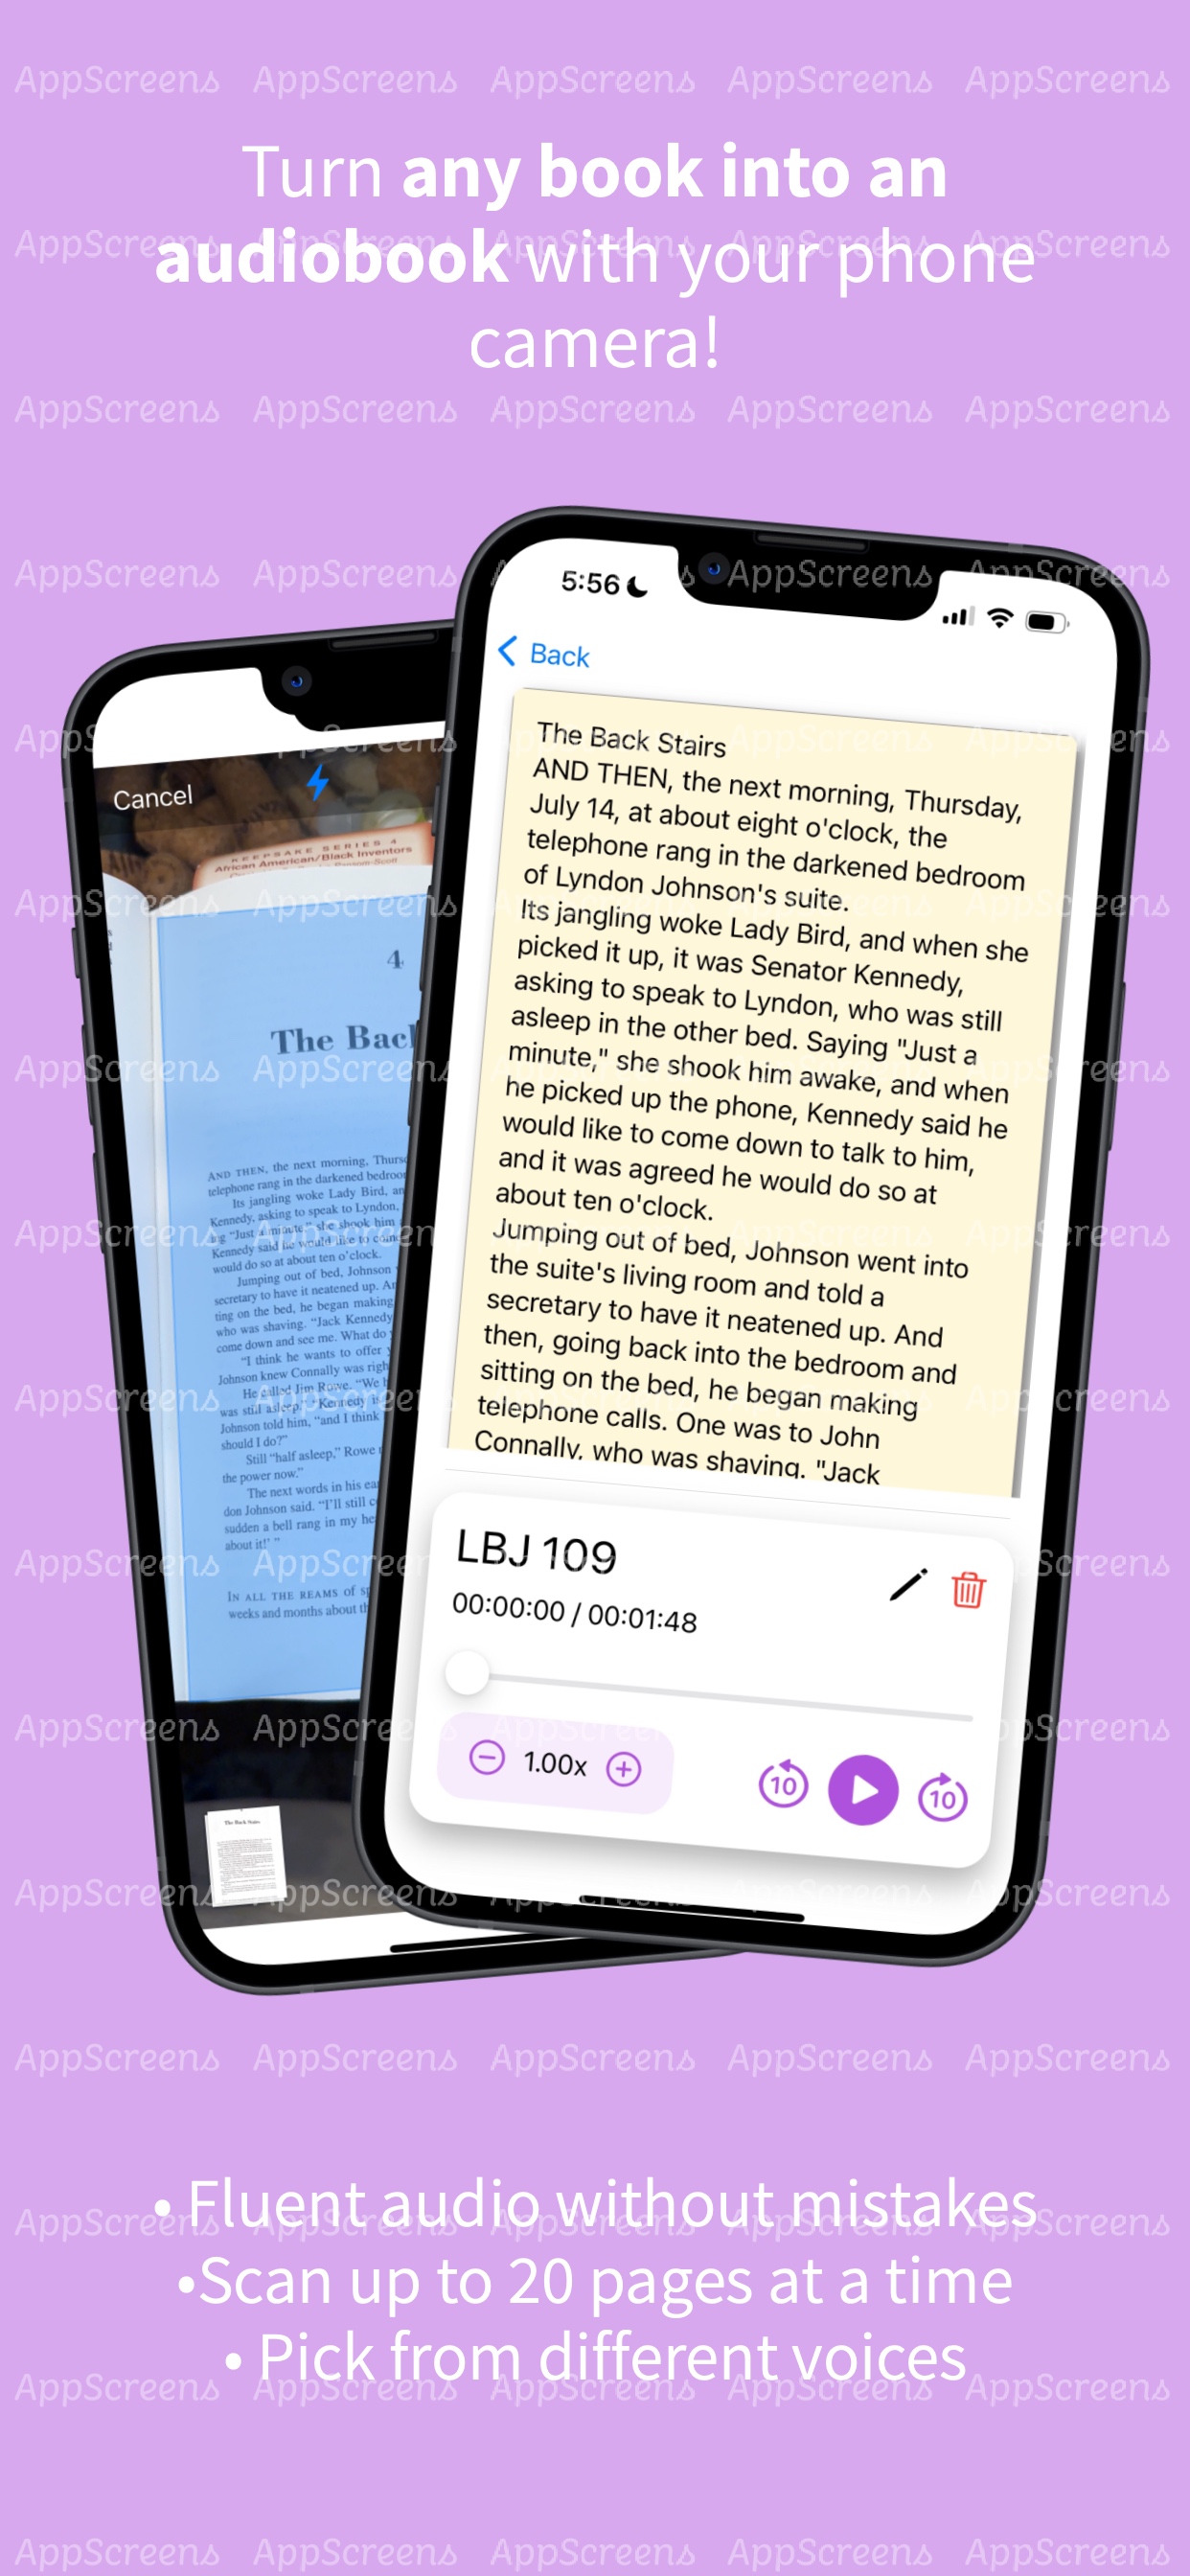 AppScreens AppScreens AppScreens AppScreens AppScreens
Turn any book into an
audiobook with your phone
camera!
AppScreens AppScreens AppScreens AppScreens AppScreens
5:56
Back
The Back Stairs
AND THEN, the next morning, Thursday,
July 14, at about eight o'clock, the
telephone rang in the darkened bedroom
of Lyndon Johnson's suite.
Its jangling woke Lady Bird, and when she
picked it up, it was Senator Kennedy,
asking to speak to Lyndon, who was still
asleep in the other bed. Saying "Just a
minute," she shook him awake, and when
he picked up the phone, Kennedy said he
would like to come down to talk to him,
and it was agreed he would do so at
about ten o'clock.
Jumping out of bed, Johnson went into
the suite's living room and told a
secretary to have it neatened up. And
then, going back into the bedroom and
sitting on the bed, he began making
telephone calls. One was to John
Connally, who was shaving. "Jack
LBJ 109
00:00:00 / 00:01:48
1.00x
10
10
Cancel
KEEPSAKE SERIES 4
African American/Black Inventors
4
The Bac
AND THEN, the next morning, Thurs
telephone rang in the darkened bedroo
Its jangling woke Lady Bird, an
Kennedy, asking to speak to Lyndon,
ing "Just a minute," she shook him
Kennedy said he would like to come
would do so at about ten o'clock.
Jumping out of bed, Johnson
secretary to have it neatened up. An
ting on the bed, he began making
who was shaving. "Jack Kennedy
come down and see me. What do
"I think he wants to offer
Johnson knew Connally was righ
He called Jim Rowe. "We
was still asleep." "Kennedy
Johnson told him, "and I think
should I do?"
Still "half asleep," Rowe
the power now."
The next words in his ea
don Johnson said. "I'll still
sudden a bell rang in my he
about it!' "
IN ALL THE REAMS of
weeks and months about
The Back Stairs
AppScreens AppScreens AppScreens AppScreens AppScreens
• Fluent audio without mistakes
•Scan up to 20 pages at a time
• Pick from different voices
AppScreens AppScreens AppScreens AppScreens AppScreens